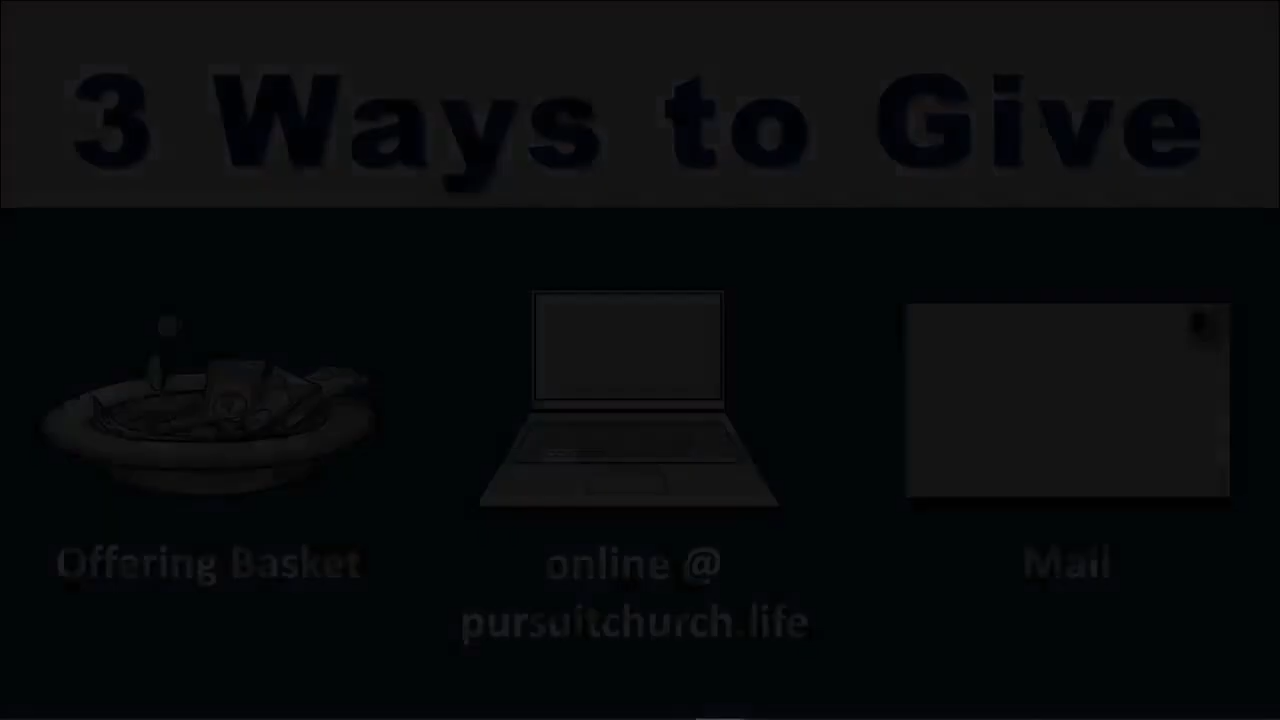 3 Ways to Give
Offering Basket
online @
pursuitchurch.life
Mail